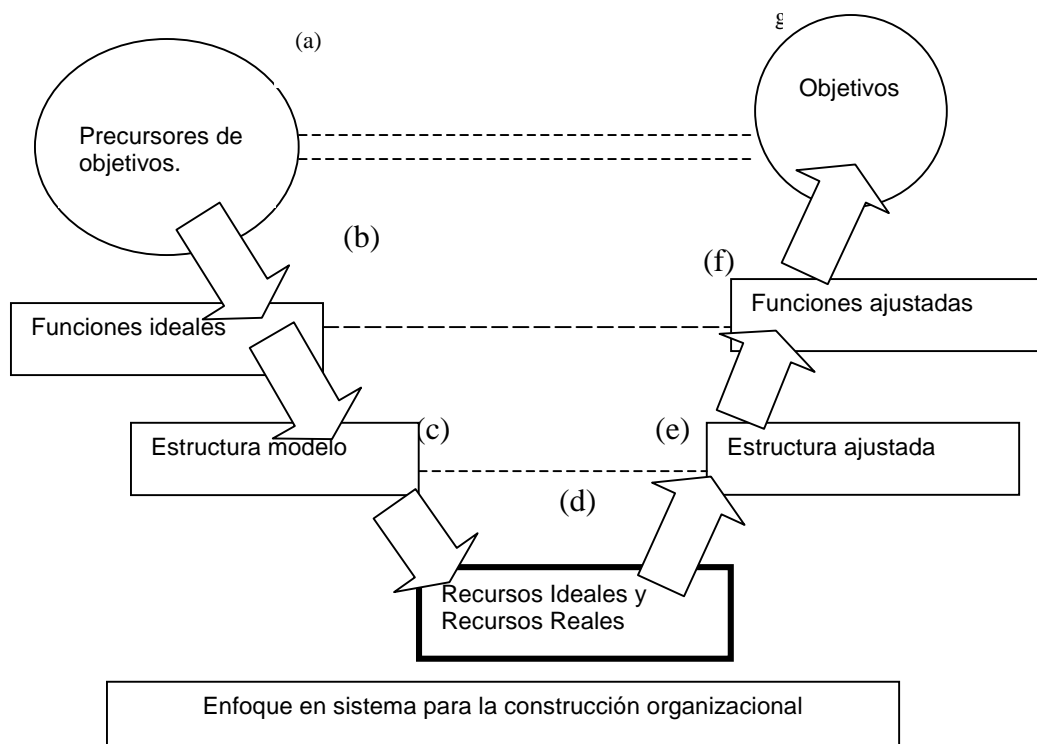 (a)
g
Objetivos
Precursores de
objetivos.
(b)
(f)
Funciones ideales
Funciones ajustadas
(c)
(e)
Estructura modelo
Estructura ajustada
(d)
Recursos Ideales y
Recursos Reales
Enfoque en sistema para la construcción organizacional